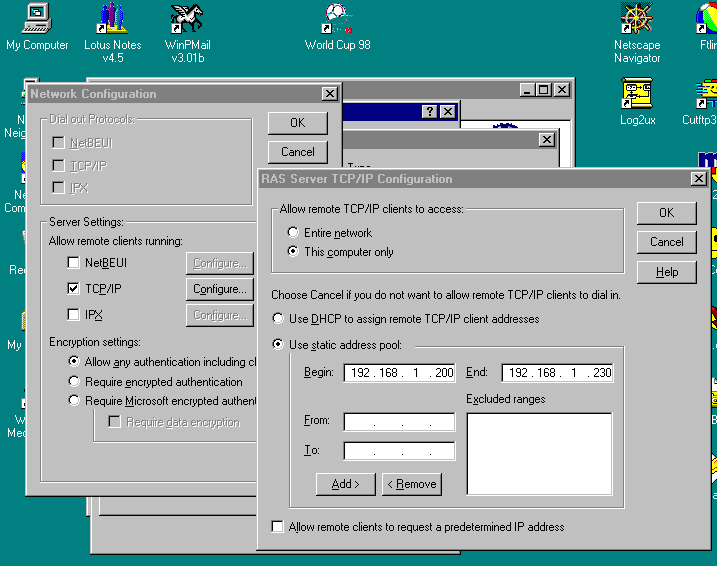 My Computer
Lotus Notes
v4.5
WinPMail
v3.01b
World Cup 98
Netscape
Navigator
Log2ux
Cutftp3
Network Configuration
Dial out Protocols:
NetBEUI
TCP/IP
IPX
OK
Cancel
Server Settings:
Allow remote clients running:
NetBEUI
Configure...
TCP/IP
Configure...
IPX
Configure...
Encryption settings:
Allow any authentication including cl
Require encrypted authentication
Require Microsoft encrypted authent
Require data encryption
RAS Server TCP/IP Configuration
Allow remote TCP/IP clients to access:
Entire network
This computer only
OK
Cancel
Help
Choose Cancel if you do not want to allow remote TCP/IP clients to dial in.
Use DHCP to assign remote TCP/IP client addresses
Use static address pool:
Begin: 192 . 168 . 1 . 200 End: 192 . 168 . 1 . 230
Excluded ranges
From: . . .
To: . . .
Add > < Remove
Allow remote clients to request a predetermined IP address